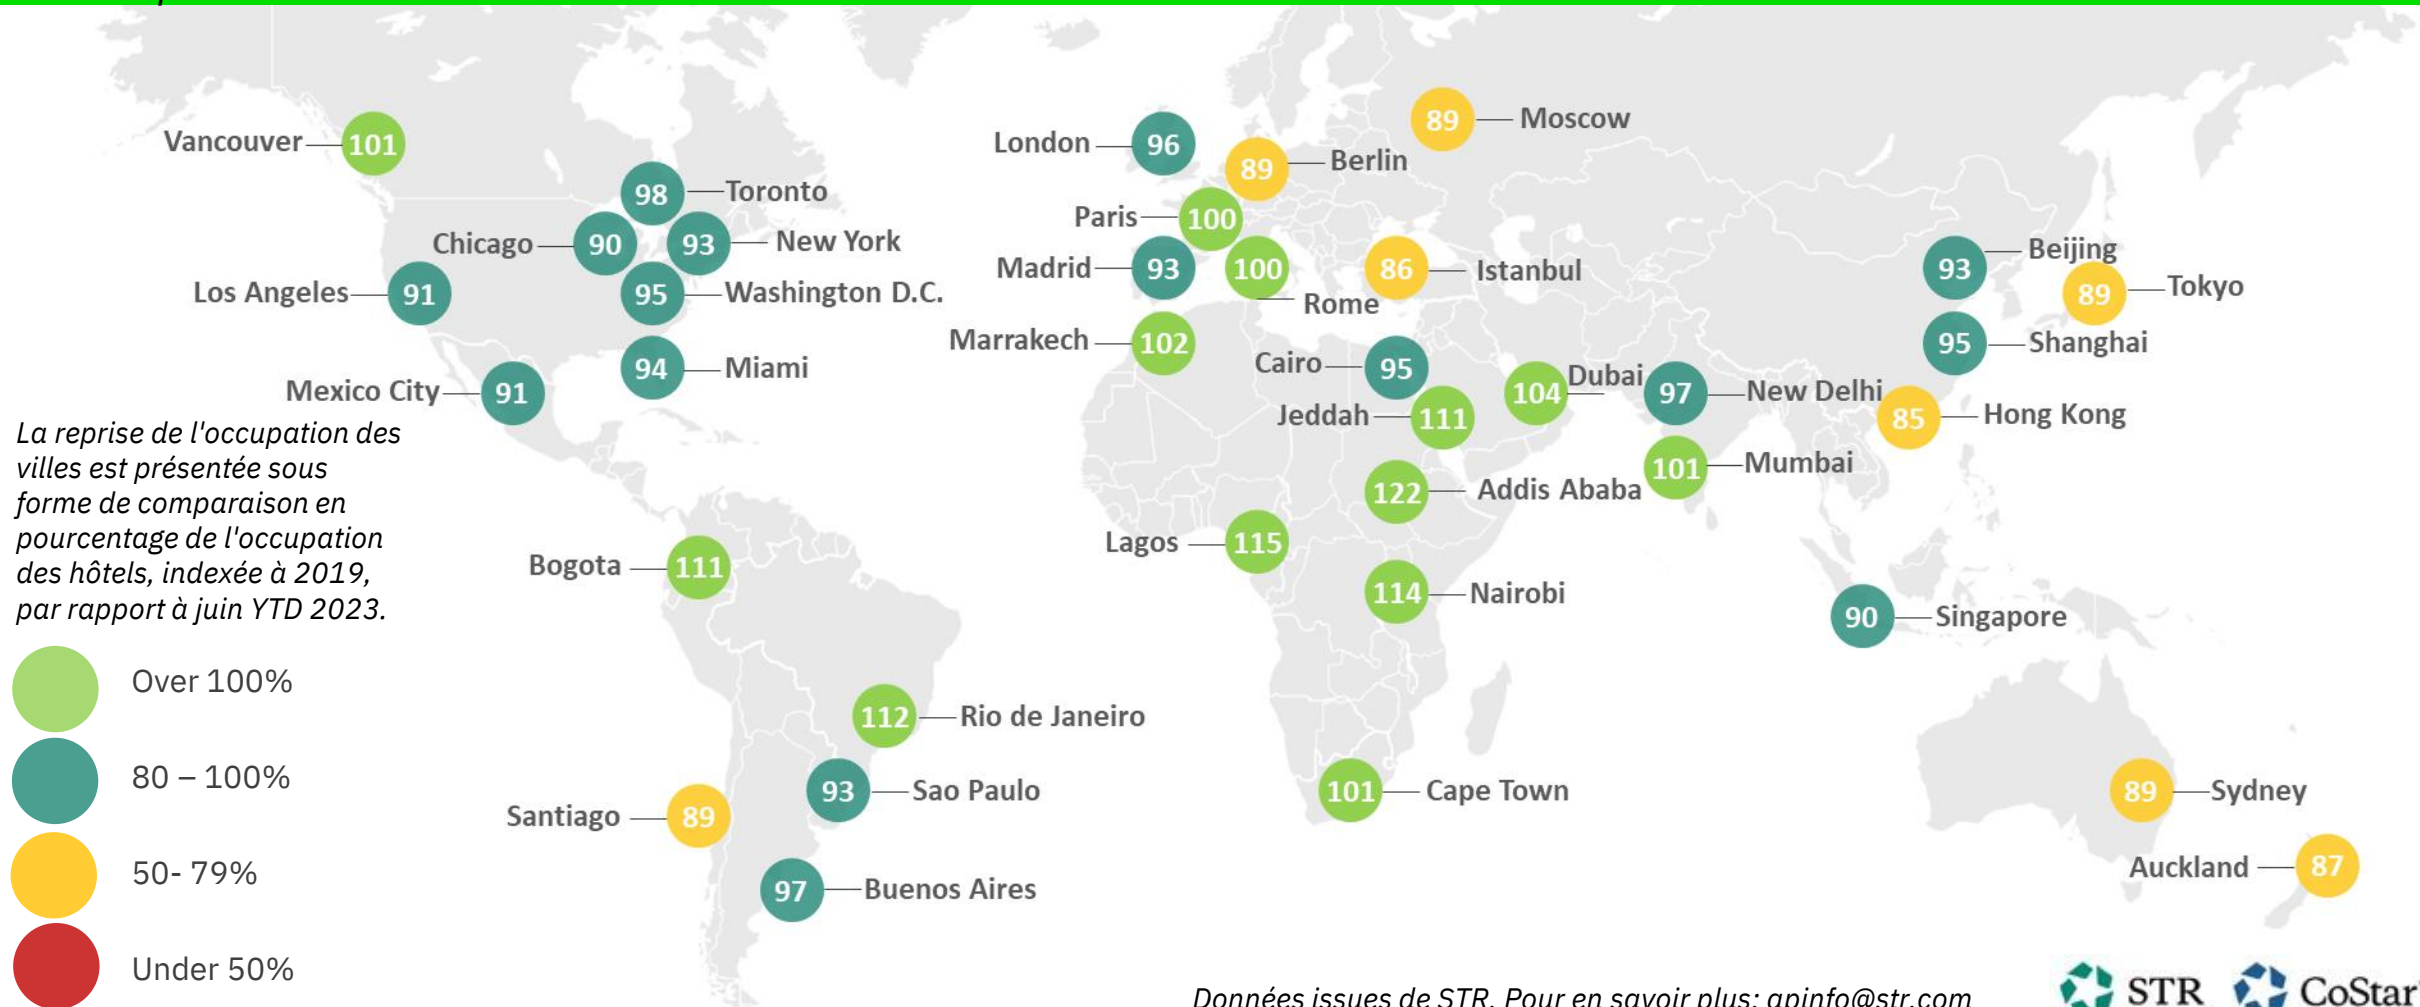 Vancouver 101
98 Toronto
Chicago 90
93 New York
Los Angeles 91
95 Washington D.C.
94 Miami
Mexico City 91
London 96
89 Moscow
89 Berlin
Paris 100
Madrid 93
100 Rome
86 Istanbul
Marrakech 102
Cairo 95
Jeddah 111
104 Dubai
97 New Delhi
101 Mumbai
93 Beijing
89 Tokyo
95 Shanghai
85 Hong Kong
122 Addis Ababa
Lagos 115
114 Nairobi
90 Singapore
La reprise de l'occupation des
villes est présentée sous
forme de comparaison en
pourcentage de l'occupation
des hôtels, indexée à 2019,
par rapport à juin YTD 2023.
Bogota 111
112 Rio de Janeiro
93 Sao Paulo
Santiago 89
97 Buenos Aires
101 Cape Town
89 Sydney
Auckland 87
Over 100%
80 – 100%
50- 79%
Under 50%
Données issues de STR. Pour en savoir plus: apinfo@str.com
STR
CoStar